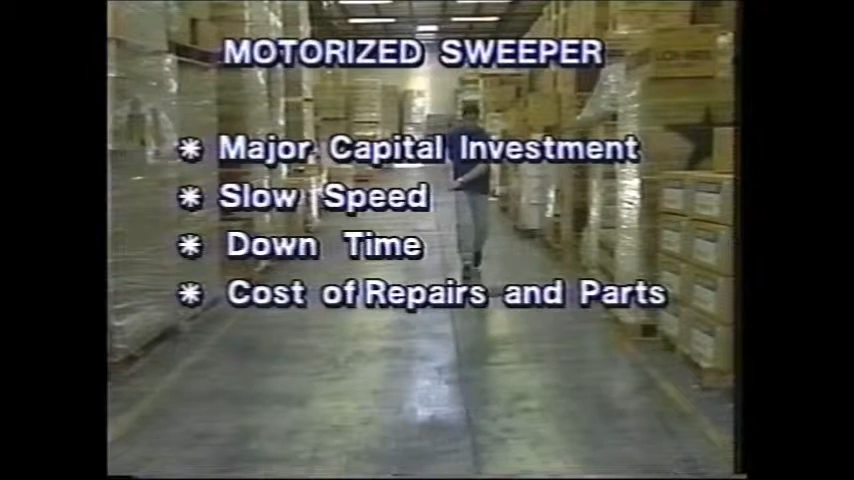 MOTORIZED SWEEPER
* Major Capital Investment
* Slow Speed
* Down Time
* Cost of Repairs and Parts